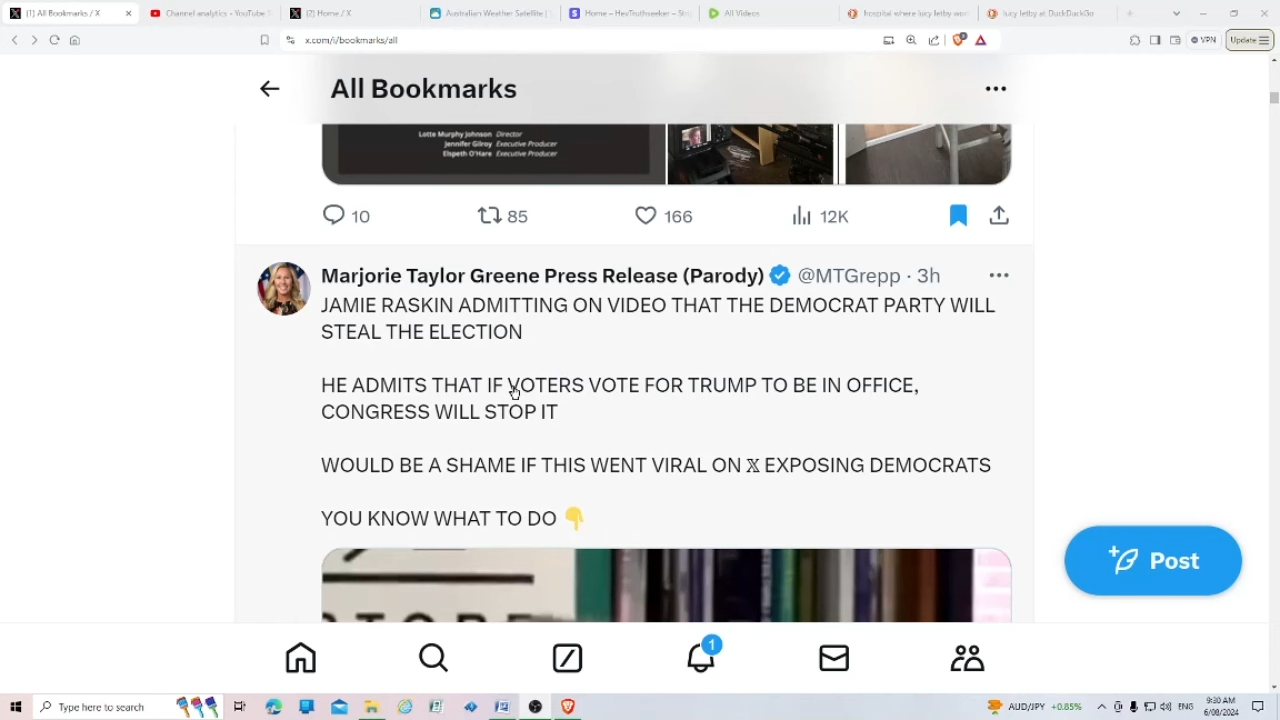 (1) All Bookmarks / X
Channel analytics - YouTube S
(2) Home / X
Australian Weather Satellite |
Home – HevTruthseeker – Sto
All Videos
hospital where lucy letby wor
lucy letby at DuckDuckGo
x.com/i/bookmarks/all
VPN
Update
All Bookmarks
Lotte Murphy Johnson Director
Jennifer Gilroy Executive Producer
Elspeth O'Hare Executive Producer
10 85 166 12K
Marjorie Taylor Greene Press Release (Parody) @MTGrepp · 3h
JAMIE RASKIN ADMITTING ON VIDEO THAT THE DEMOCRAT PARTY WILL
STEAL THE ELECTION
HE ADMITS THAT IF VOTERS VOTE FOR TRUMP TO BE IN OFFICE,
CONGRESS WILL STOP IT
WOULD BE A SHAME IF THIS WENT VIRAL ON 𝕏 EXPOSING DEMOCRATS
YOU KNOW WHAT TO DO 👇
Post
1
Type here to search
AUD/JPY +0.85%
ENG
9:30 AM
6/08/2024